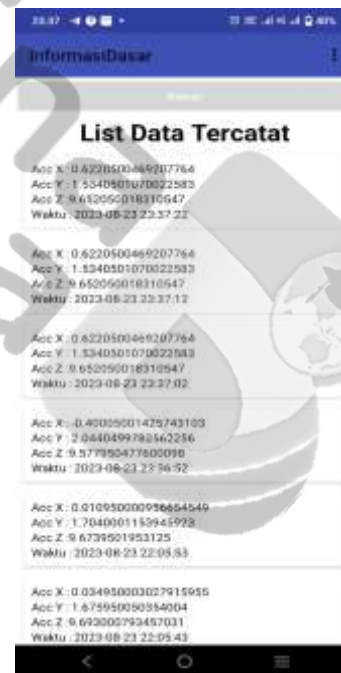 InformasiDasar
List Data Tercatat
Acc X : 0.6220500469207764
Acc Y : 1.5340501070022583
Acc Z :9.652050018310547
Waktu : 2023-08-23 23:37:22
Acc X : 0.6220500469207764
Acc Y : 1.5340501070022583
Acc Z :9.652050018310547
Waktu : 2023-08-23 23:37:12
Acc X : 0.6220500469207764
Acc Y : 1.5340501070022583
Acc Z :9.652050018310547
Waktu : 2023-08-23 23:37:02
Acc X : -0.40005001425743103
Acc Y : 2.0440499782562256
Acc Z :9.577950477600098
Waktu : 2023-08-23 23:36:52
Acc X : 0.010950000956654549
Acc Y : 1.7040001153945923
Acc Z :9.6739501953125
Waktu : 2023-08-23 22:05:53
Acc X : 0.034950003027915955
Acc Y : 1.675950050354004
Acc Z :9.693000793457031
Waktu : 2023-08-23 22:05:43